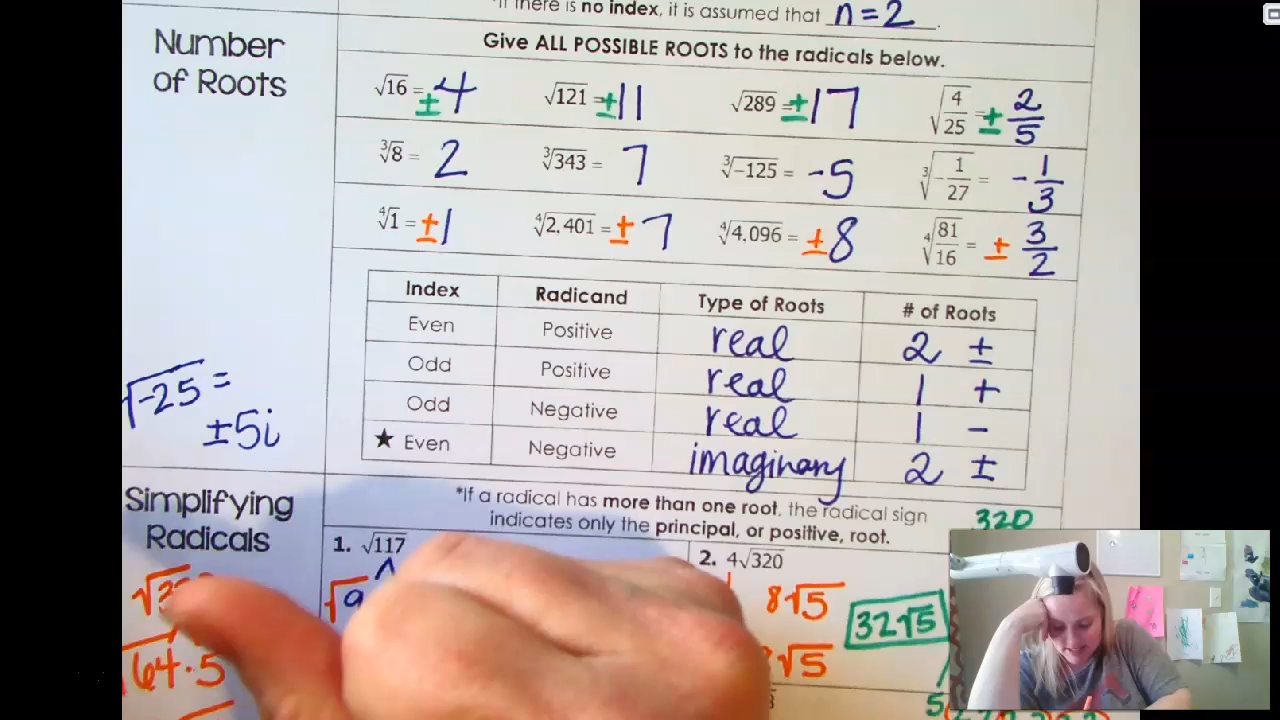 *If there is no index, it is assumed that n = 2.
Number
of Roots
Give ALL POSSIBLE ROOTS to the radicals below.
√16 = ± 4 √121 = ± 11 √289 = ± 17 √(4/25) = ± 2/5
∛8 = 2 ∛343 = 7 ∛-125 = -5 ∛(-1/27) = -1/3
∜1 = ± 1 ∜2,401 = ± 7 ∜4,096 = ± 8 ∜(81/16) = ± 3/2
Index Radicand Type of Roots # of Roots
Even Positive real 2 ±
Odd Positive real 1 +
Odd Negative real 1 -
★ Even Negative imaginary 2 ±
√-25 =
±5i
Simplifying
Radicals
*If a radical has more than one root, the radical sign
indicates only the principal, or positive, root.
320
1. √117
2. 4√320
√9
8√5
32√5
64·5
√5
5